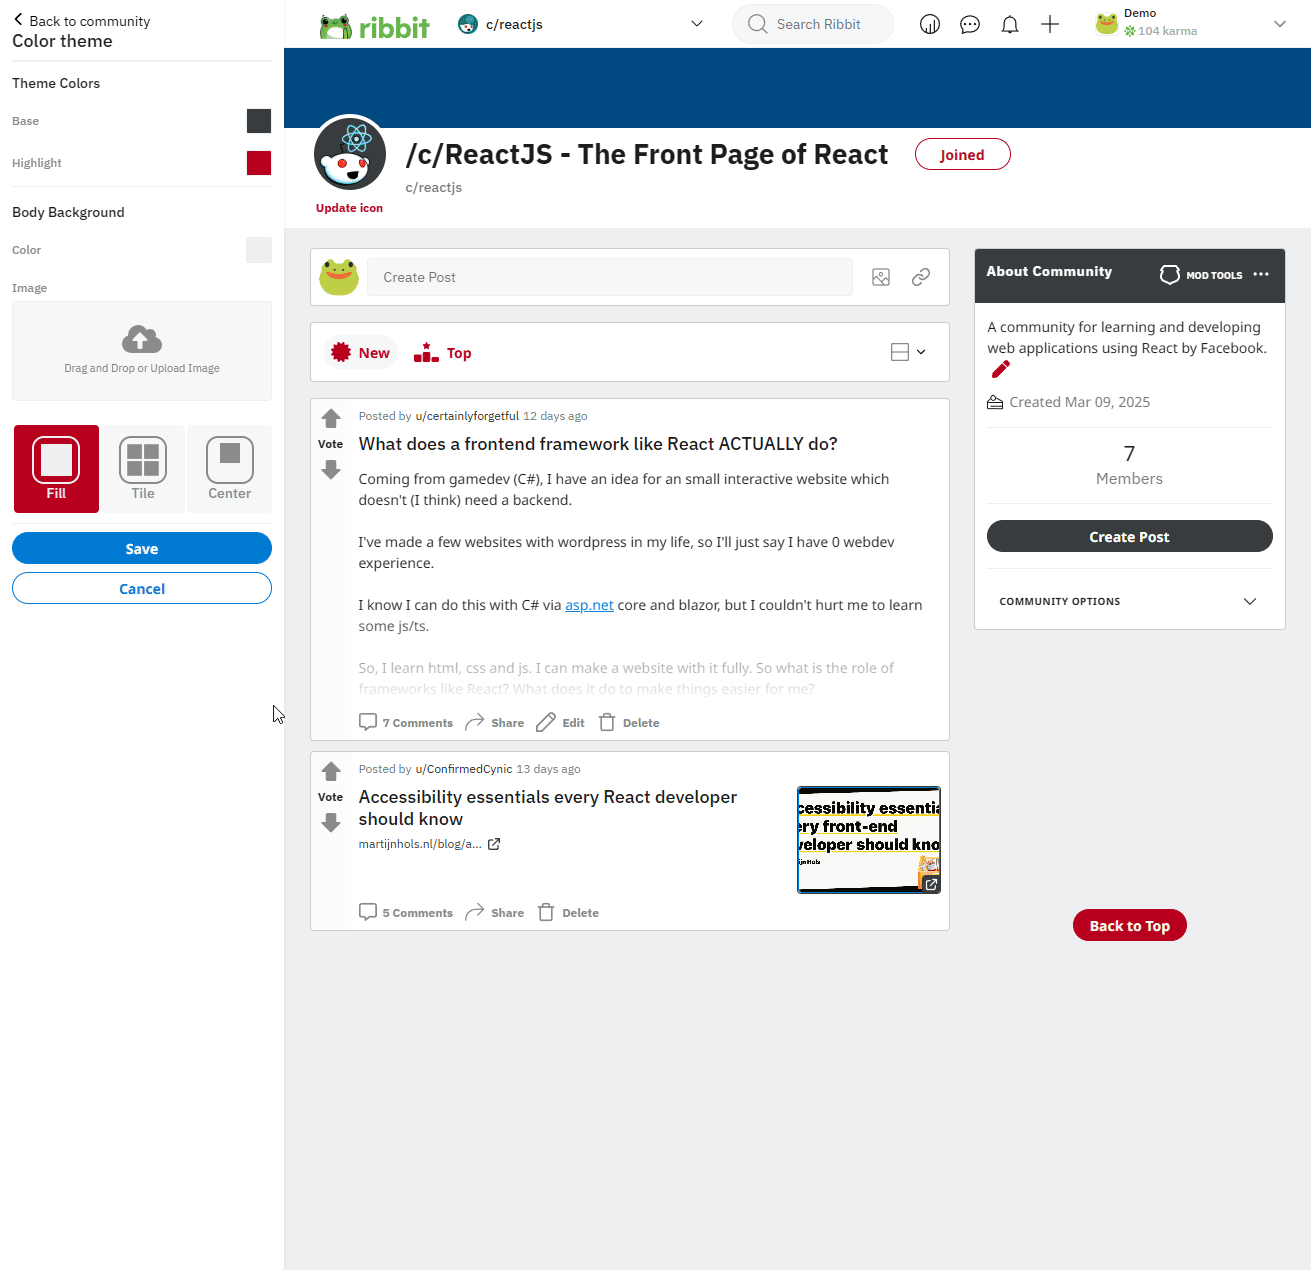 Back to community
Color theme
Theme Colors
Base
Highlight
Body Background
Color
Image
Drag and Drop or Upload Image
Fill
Tile
Center
Save
Cancel
ribbit
c/reactjs
Search Ribbit
Demo
104 karma
/c/ReactJS - The Front Page of React
Joined
c/reactjs
Update icon
Create Post
New
Top
Posted by u/certainlyforgetful 12 days ago
Vote
What does a frontend framework like React ACTUALLY do?
Coming from gamedev (C#), I have an idea for an small interactive website which
doesn't (I think) need a backend.
I've made a few websites with wordpress in my life, so I'll just say I have 0 webdev
experience.
I know I can do this with C# via asp.net core and blazor, but I couldn't hurt me to learn
some js/ts.
So, I learn html, css and js. I can make a website with it fully. So what is the role of
frameworks like React? What does it do to make things easier for me?
7 Comments
Share
Edit
Delete
Posted by u/ConfirmedCynic 13 days ago
Vote
Accessibility essentials every React developer
should know
martijnhols.nl/blog/a...
cessibility essentia
ery front-end
veloper should kno
ijn Hols
5 Comments
Share
Delete
About Community
MOD TOOLS
A community for learning and developing
web applications using React by Facebook.
Created Mar 09, 2025
7
Members
Create Post
COMMUNITY OPTIONS
Back to Top